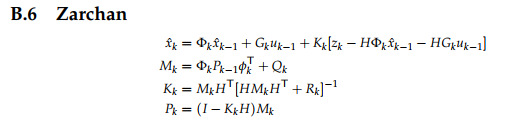 B.6 Zarchan
x̂ₖ = Φₖx̂ₖ₋₁ + Gₖuₖ₋₁ + Kₖ[zₖ − HΦₖx̂ₖ₋₁ − HGₖuₖ₋₁]
Mₖ = ΦₖPₖ₋₁ϕₖᵀ + Qₖ
Kₖ = MₖHᵀ[HMₖHᵀ + Rₖ]⁻¹
Pₖ = (I − KₖH)Mₖ